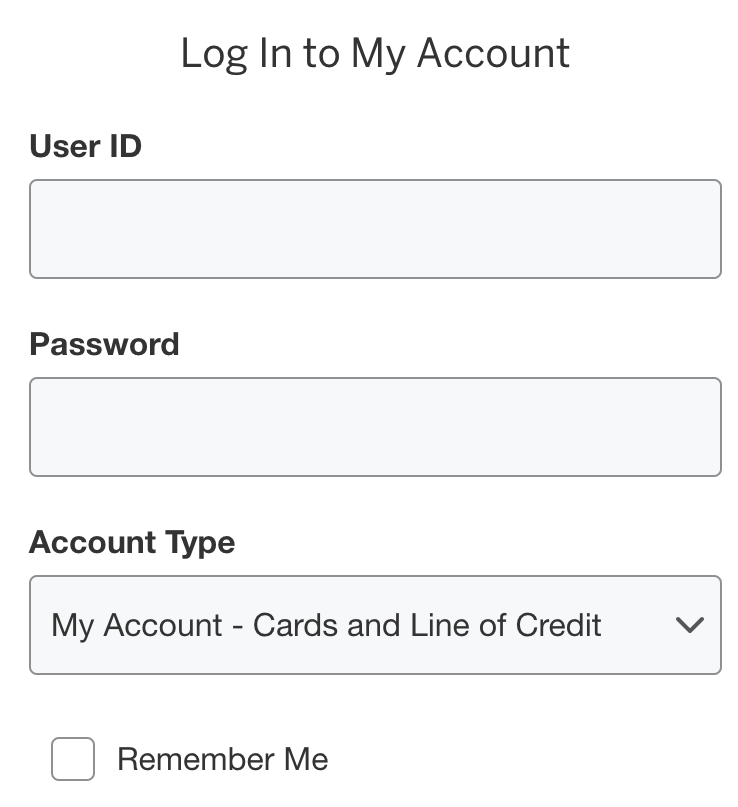 Log In to My Account
User ID
Password
Account Type
My Account - Cards and Line of Credit
Remember Me